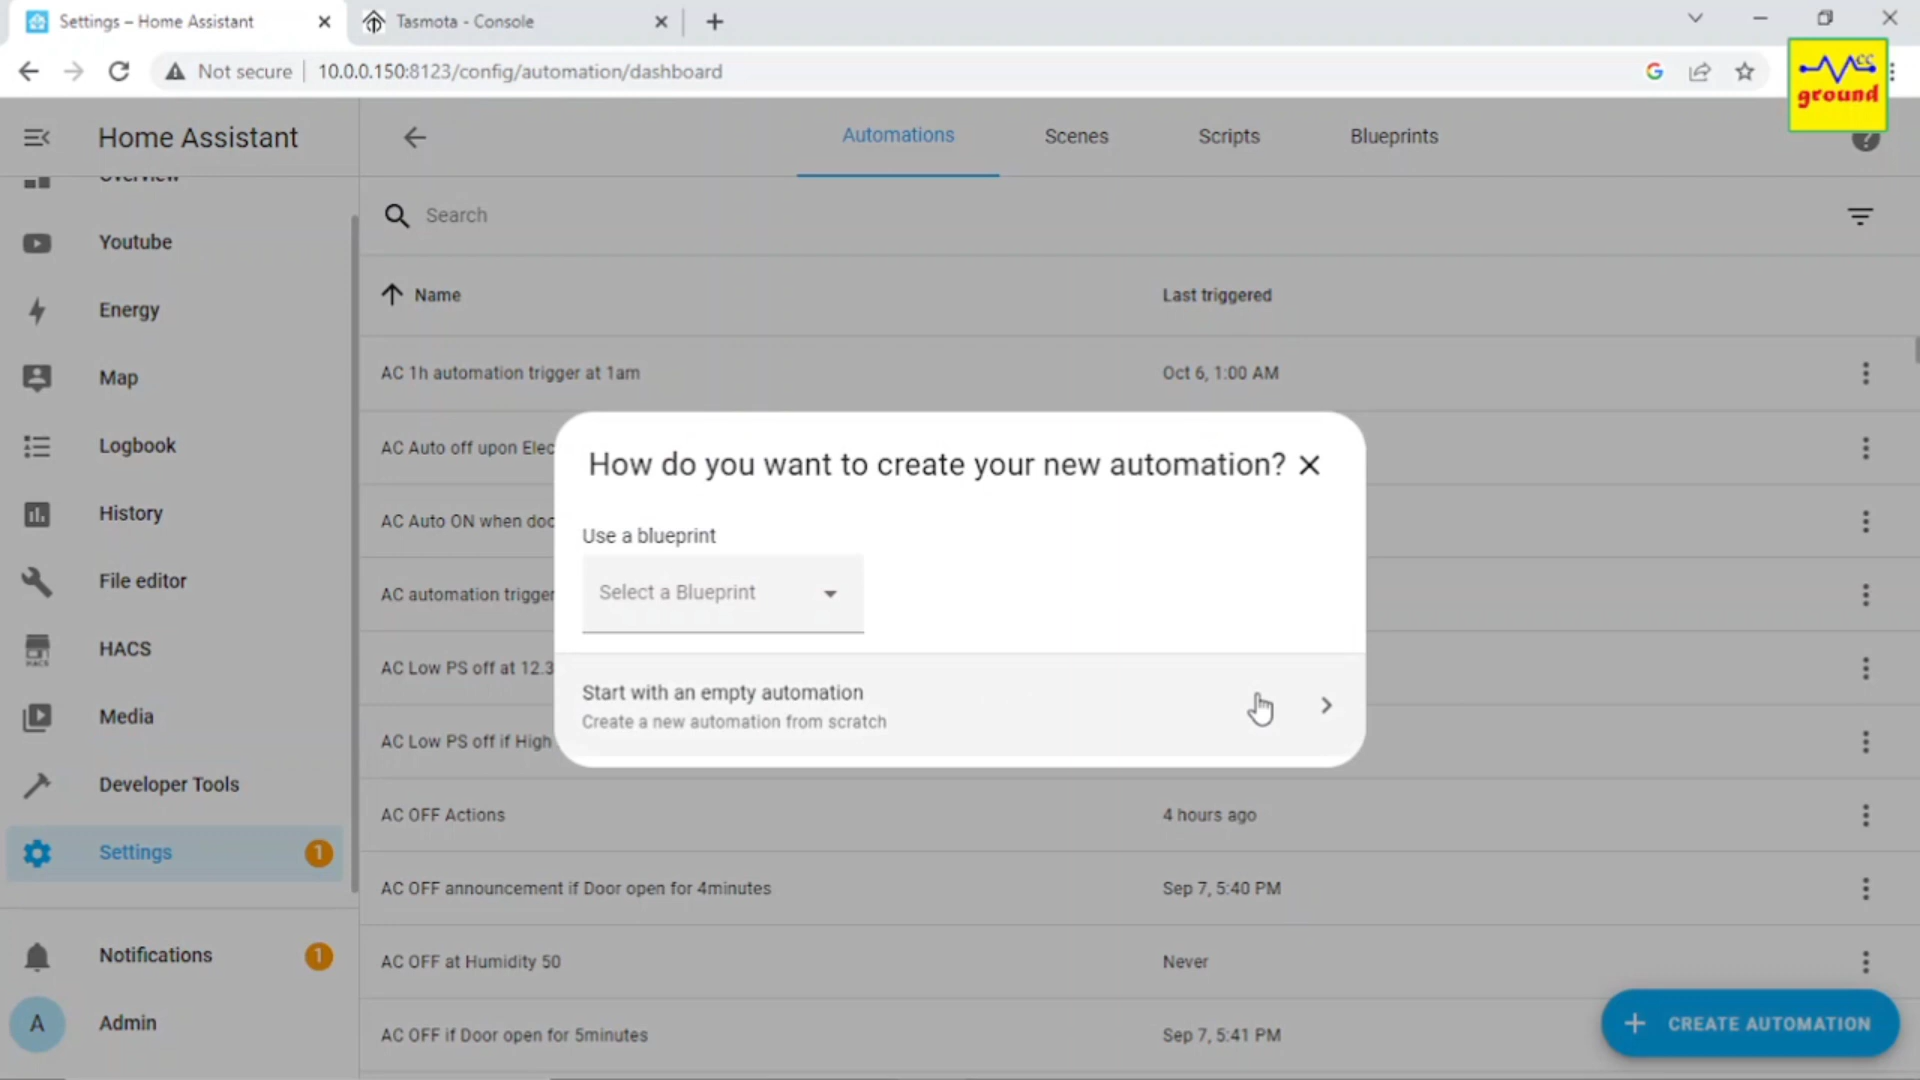 Settings – Home Assistant
Tasmota - Console
Not secure
10.0.0.150:8123/config/automation/dashboard
CC
ground
Home Assistant
Automations
Scenes
Scripts
Blueprints
Overview
Search
Youtube
Name
Last triggered
Energy
AC 1h automation trigger at 1am
Oct 6, 1:00 AM
Map
AC Auto off upon Elec
Logbook
How do you want to create your new automation?
History
AC Auto ON when doo
Use a blueprint
File editor
AC automation trigger
Select a Blueprint
HACS
HACS
AC Low PS off at 12.3
Start with an empty automation
Create a new automation from scratch
Media
AC Low PS off if High
Developer Tools
AC OFF Actions
4 hours ago
Settings
1
AC OFF announcement if Door open for 4minutes
Sep 7, 5:40 PM
Notifications
1
AC OFF at Humidity 50
Never
A
Admin
AC OFF if Door open for 5minutes
Sep 7, 5:41 PM
CREATE AUTOMATION